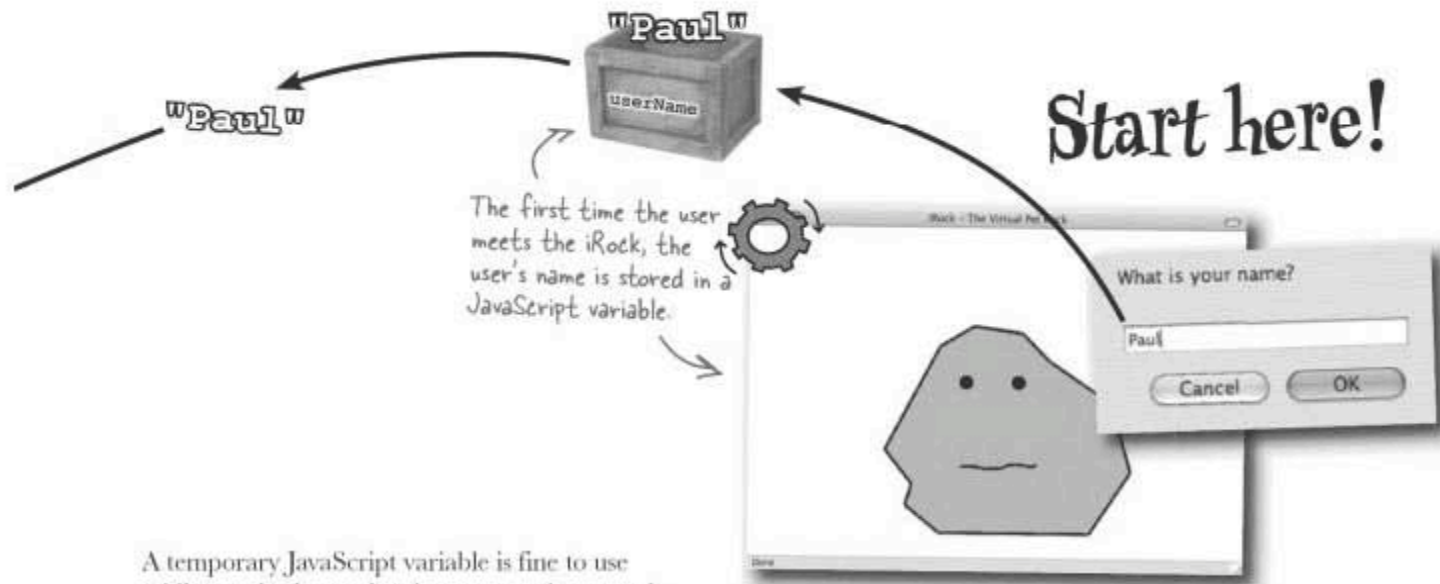 "Paul"
userName
"Paul"
Start here!
The first time the user
meets the iRock, the
user's name is stored in a
JavaScript variable.
iRock - The Virtual Pet Rock
What is your name?
Paul
Cancel
OK
Done
A temporary JavaScript variable is fine to use